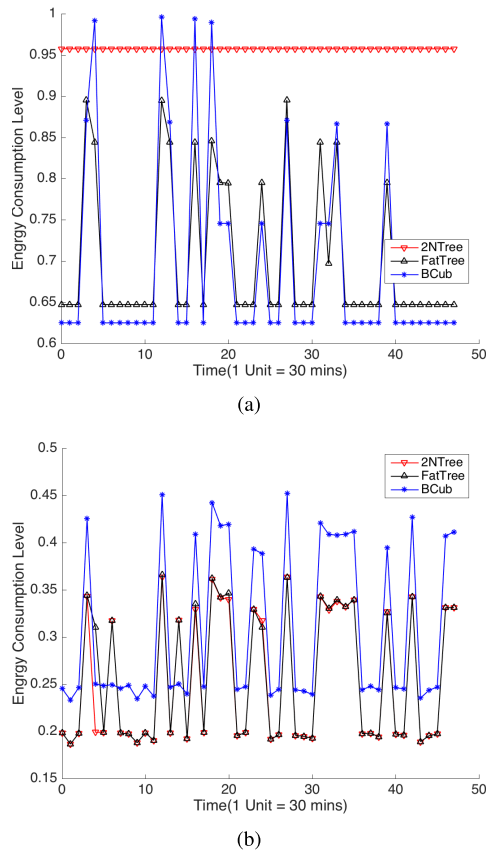 1
0.95
0.9
0.85
0.8
0.75
0.7
0.65
0.6
Engrgy Consumption Level
2NTree
FatTree
BCub
0 10 20 30 40 50
Time(1 Unit = 30 mins)
(a)
0.5
0.45
0.4
0.35
0.3
0.25
0.2
0.15
Engrgy Consumption Level
2NTree
FatTree
BCub
0 10 20 30 40 50
Time(1 Unit = 30 mins)
(b)